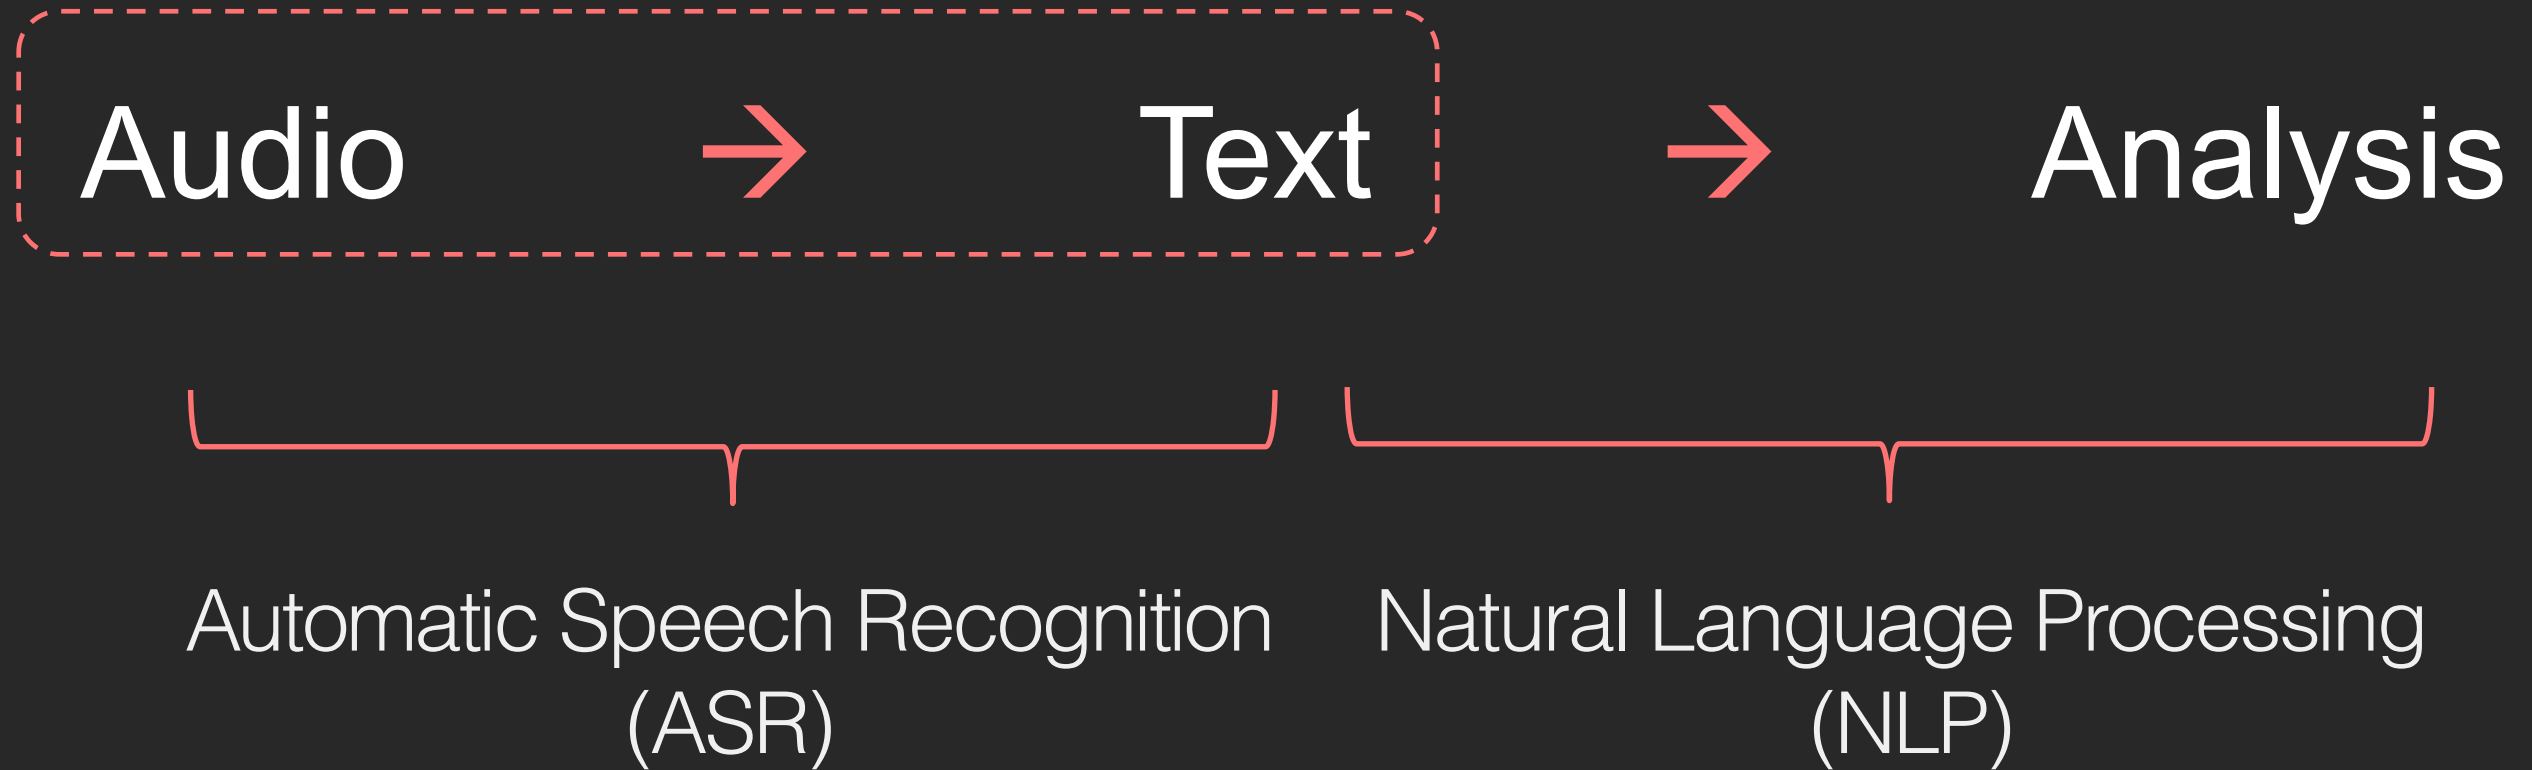 Audio → Text → Analysis
Automatic Speech Recognition
(ASR)
Natural Language Processing
(NLP)